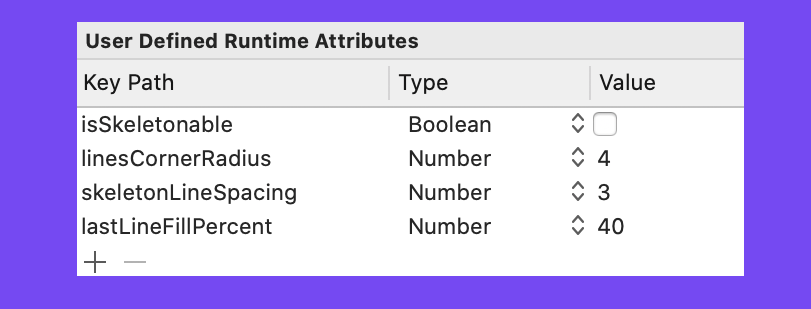 User Defined Runtime Attributes
Key Path Type Value
isSkeletonable Boolean
linesCornerRadius Number 4
skeletonLineSpacing Number 3
lastLineFillPercent Number 40